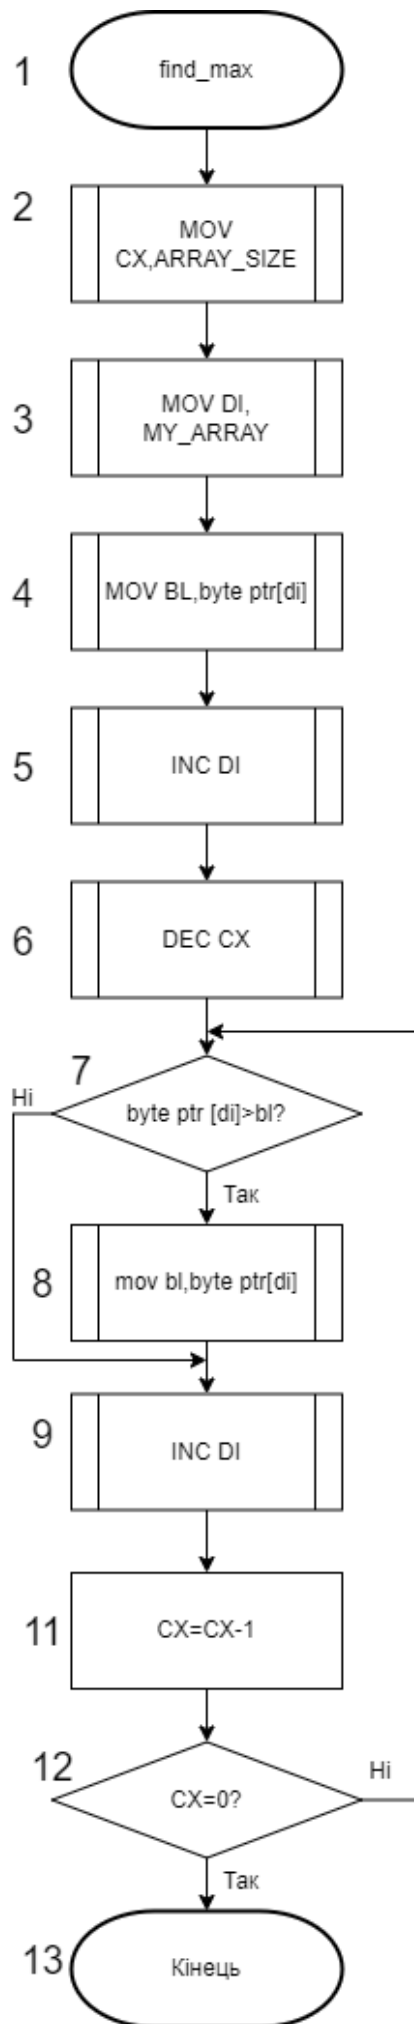 1
find_max
2
MOV
CX,ARRAY_SIZE
3
MOV DI,
MY_ARRAY
4
MOV BL,byte ptr[di]
5
INC DI
6
DEC CX
7
Ні
byte ptr [di]>bl?
Так
8
mov bl,byte ptr[di]
9
INC DI
11
CX=CX-1
12
CX=0?
Ні
Так
13
Кінець